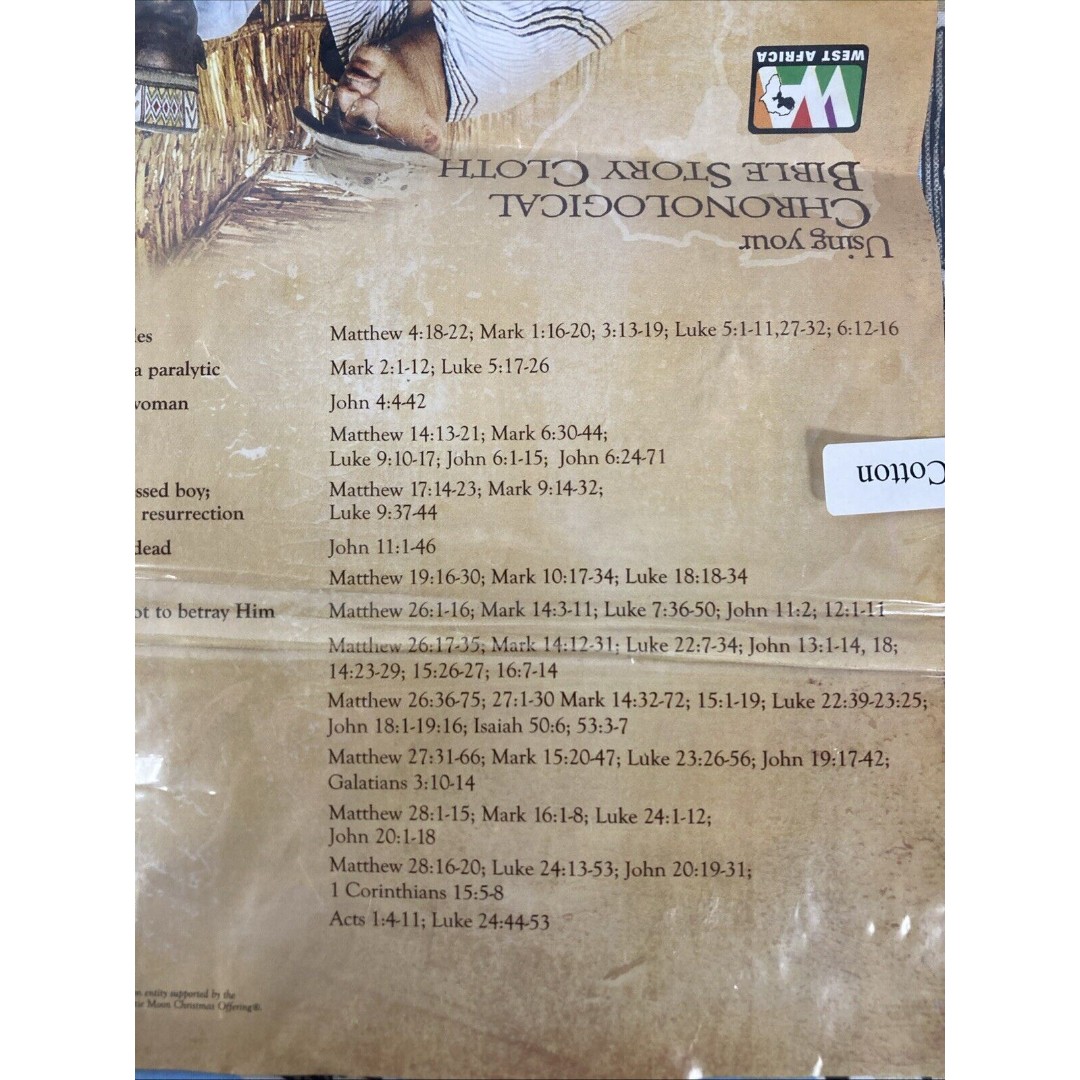 WEST AFRICA
WA
Using your
CHRONOLOGICAL
BIBLE STORY CLOTH
les
Matthew 4:18-22; Mark 1:16-20; 3:13-19; Luke 5:1-11,27-32; 6:12-16
a paralytic
Mark 2:1-12; Luke 5:17-26
woman
John 4:4-42
Matthew 14:13-21; Mark 6:30-44;
Luke 9:10-17; John 6:1-15; John 6:24-71
Cotton
ssed boy;
Matthew 17:14-23; Mark 9:14-32;
resurrection
Luke 9:37-44
dead
John 11:1-46
Matthew 19:16-30; Mark 10:17-34; Luke 18:18-34
ot to betray Him
Matthew 26:1-16; Mark 14:3-11; Luke 7:36-50; John 11:2; 12:1-11
Matthew 26:17-35; Mark 14:12-31; Luke 22:7-34; John 13:1-14, 18;
14:23-29; 15:26-27; 16:7-14
Matthew 26:36-75; 27:1-30 Mark 14:32-72; 15:1-19; Luke 22:39-23:25;
John 18:1-19:16; Isaiah 50:6; 53:3-7
Matthew 27:31-66; Mark 15:20-47; Luke 23:26-56; John 19:17-42;
Galatians 3:10-14
Matthew 28:1-15; Mark 16:1-8; Luke 24:1-12;
John 20:1-18
Matthew 28:16-20; Luke 24:13-53; John 20:19-31;
1 Corinthians 15:5-8
Acts 1:4-11; Luke 24:44-53
entity supported by the
Moon Christmas Offering®.